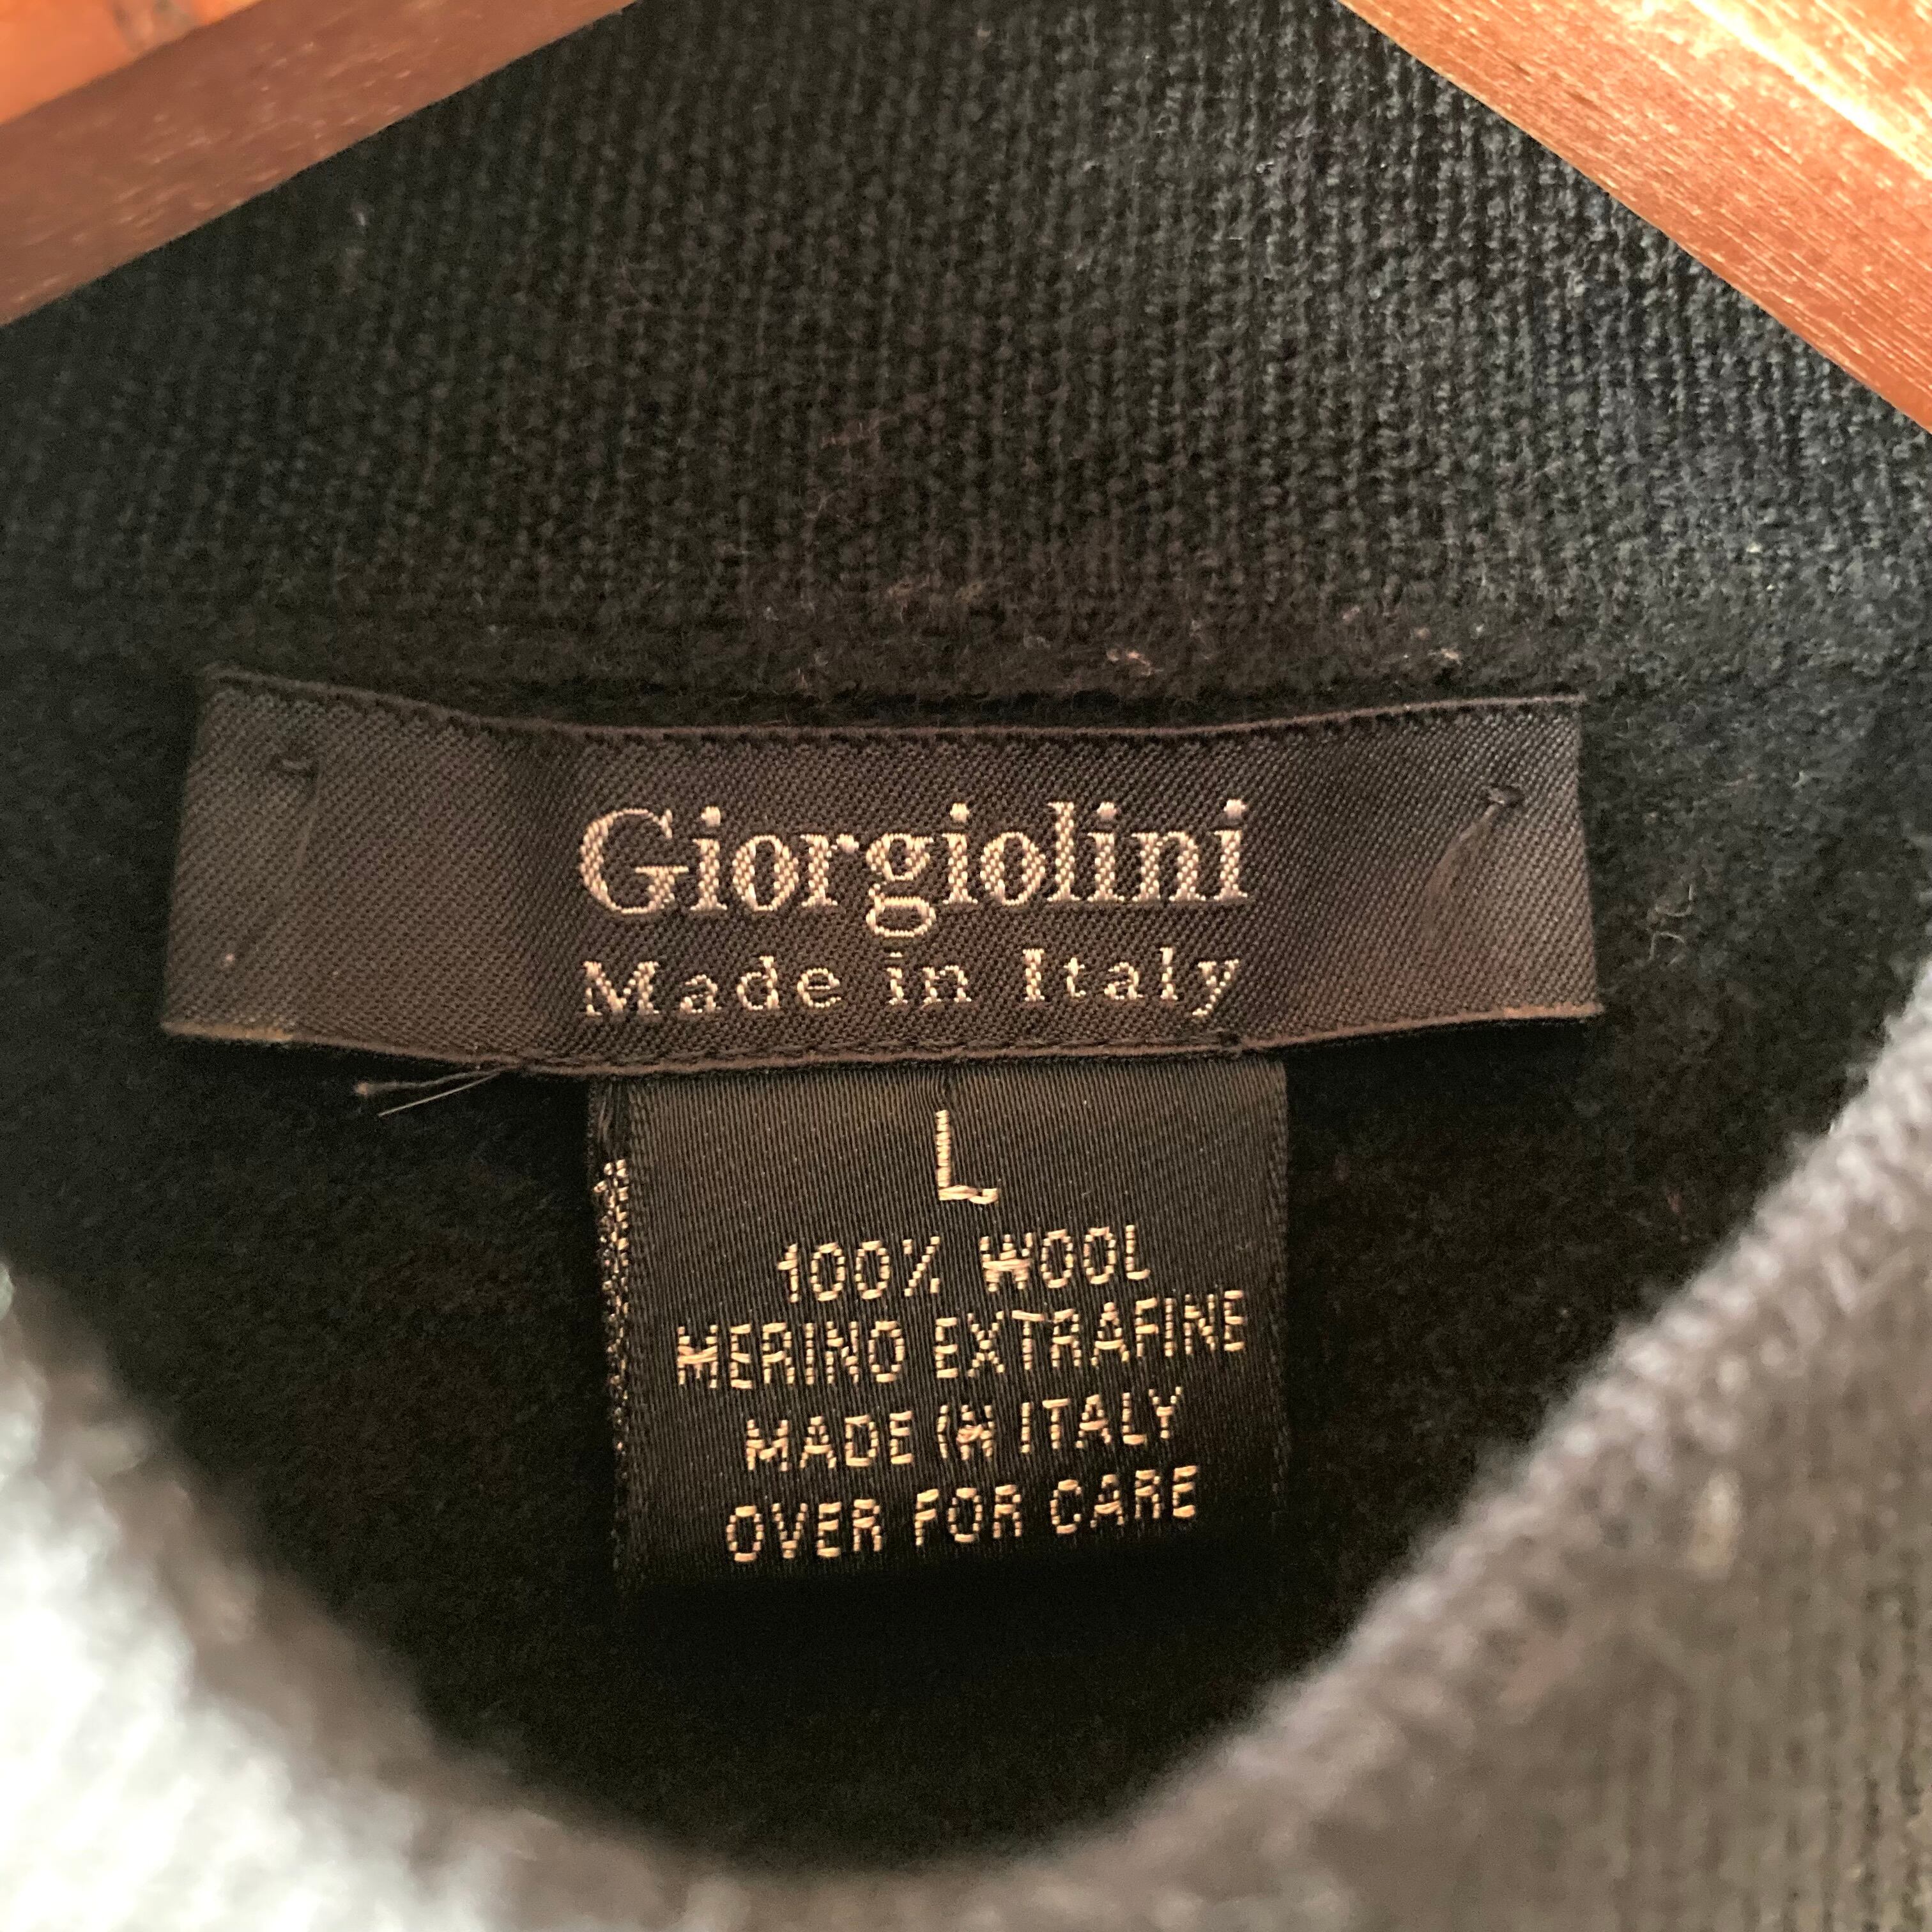 Giorgiolini
Made in Italy
L
100% WOOL
MERINO EXTRAFINE
MADE IN ITALY
OVER FOR CARE